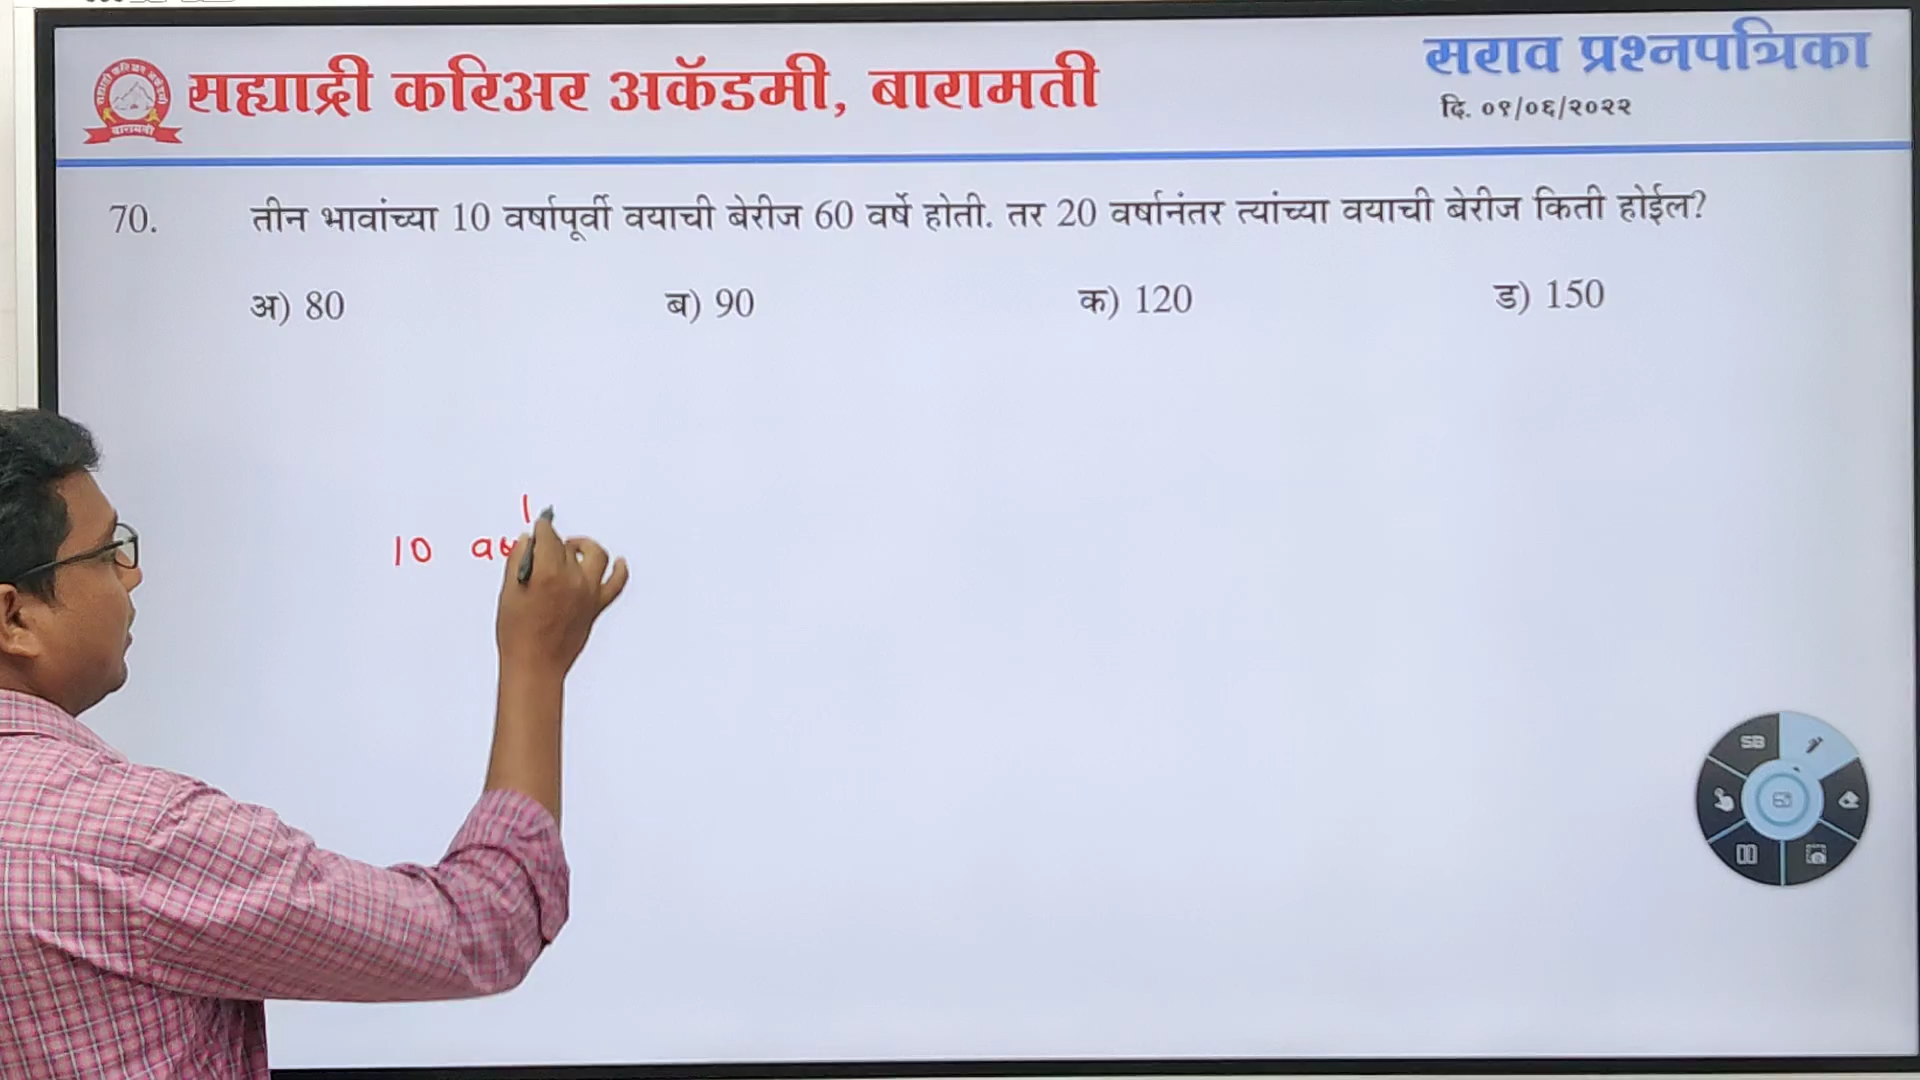 सह्याद्री करिअर अकॅडमी, बारामती
सराव प्रश्नपत्रिका
दि. ०९/०६/२०२२
70. तीन भावांच्या 10 वर्षापूर्वी वयाची बेरीज 60 वर्षे होती. तर 20 वर्षानंतर त्यांच्या वयाची बेरीज किती होईल?
अ) 80 ब) 90 क) 120 ड) 150
10
SB